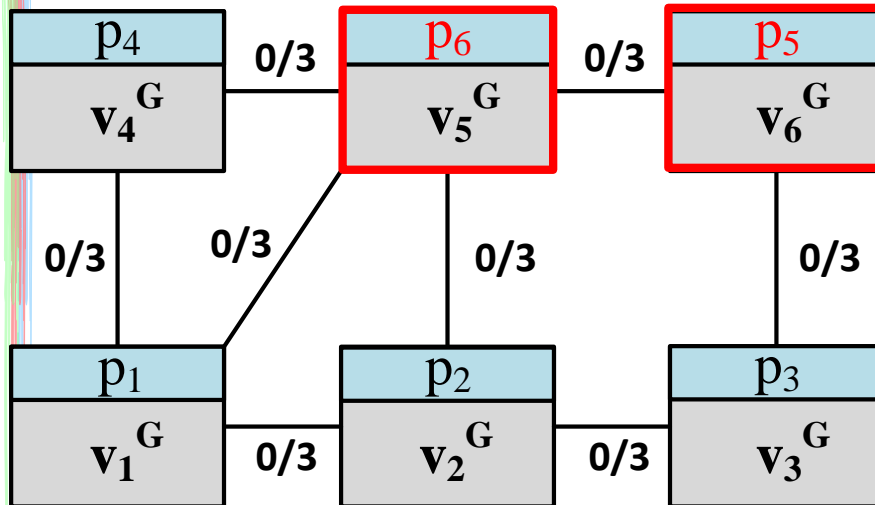 p₄ 0/3 p₆ 0/3 p₅
v₄ᴳ v₅ᴳ v₆ᴳ
0/3 0/3 0/3 0/3
p₁ p₂ p₃
v₁ᴳ 0/3 v₂ᴳ 0/3 v₃ᴳ